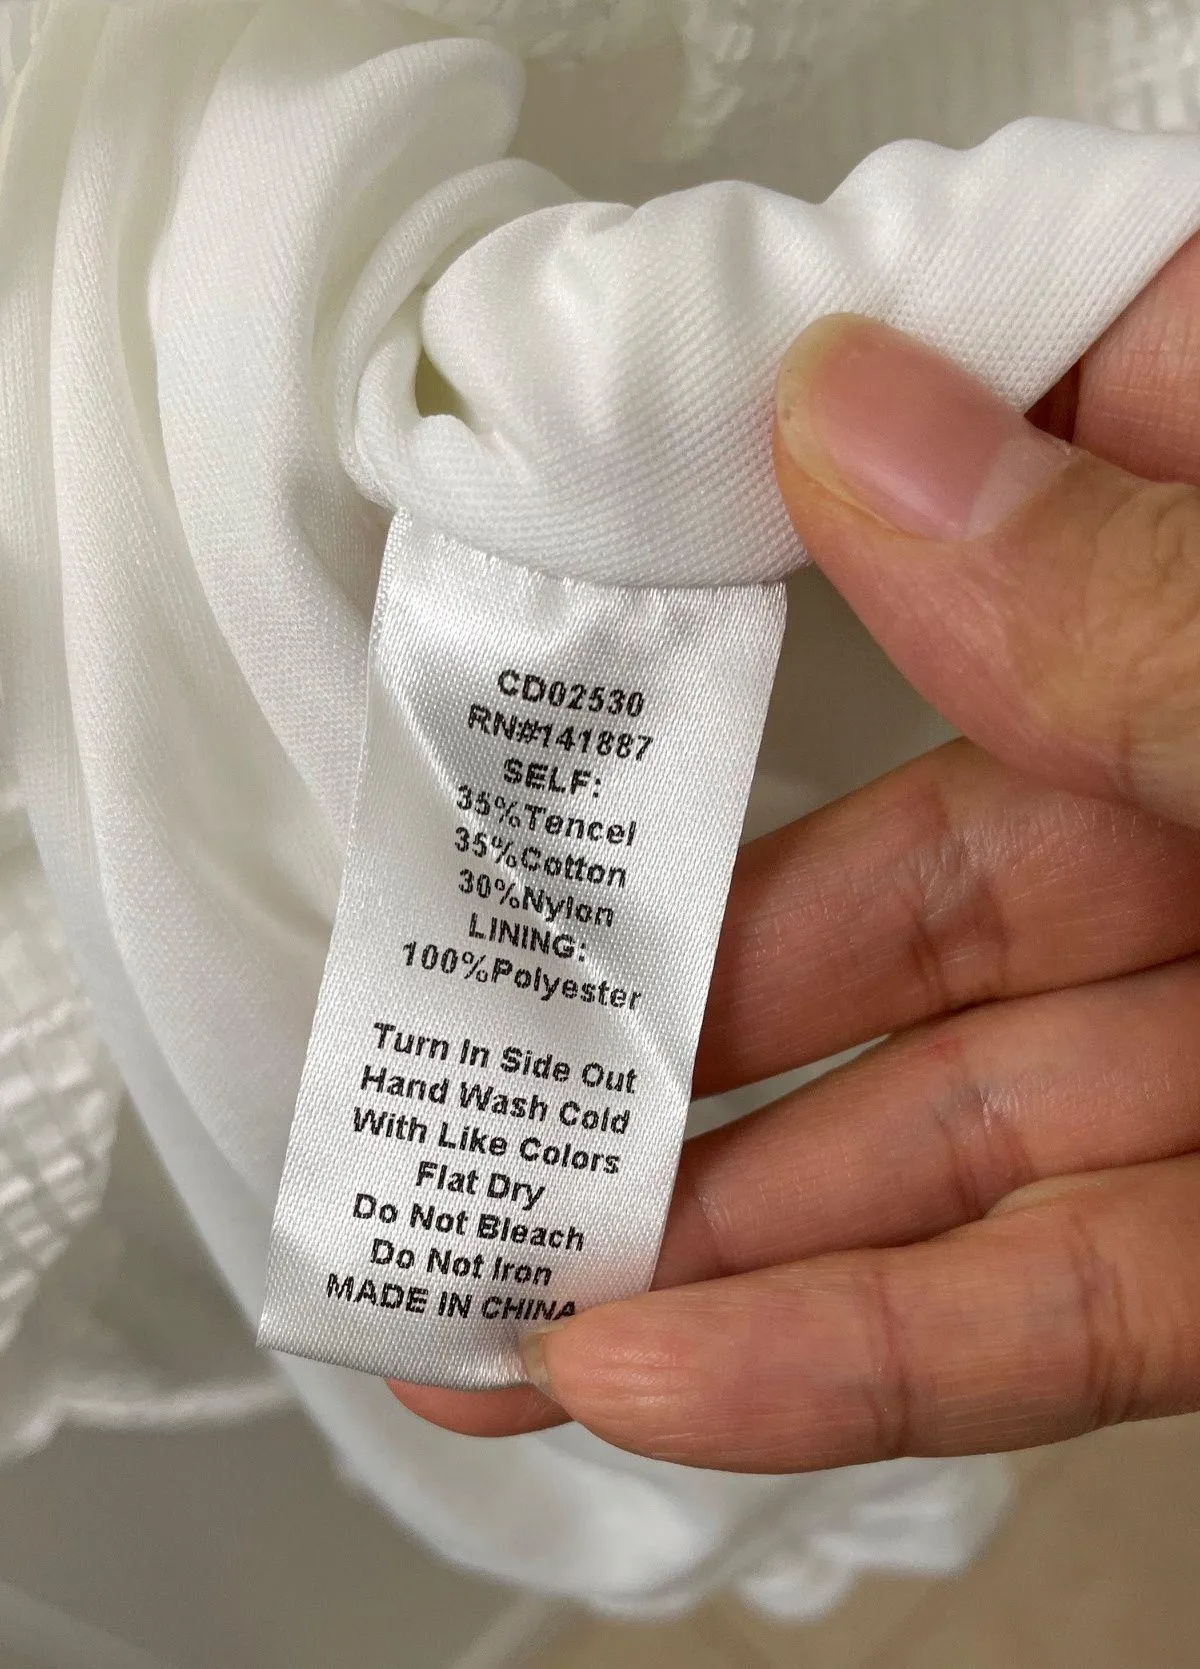 CD02530
RN#141887
SELF:
35%Tencel
35%Cotton
30%Nylon
LINING:
100%Polyester
Turn In Side Out
Hand Wash Cold
With Like Colors
Flat Dry
Do Not Bleach
Do Not Iron
MADE IN CHINA